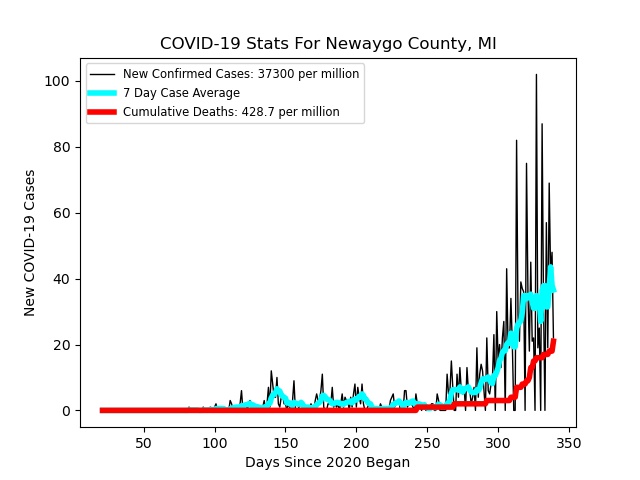 COVID-19 Stats For Newaygo County, MI
New Confirmed Cases: 37300 per million
7 Day Case Average
Cumulative Deaths: 428.7 per million
New COVID-19 Cases
100
80
60
40
20
0
50 100 150 200 250 300 350
Days Since 2020 Began